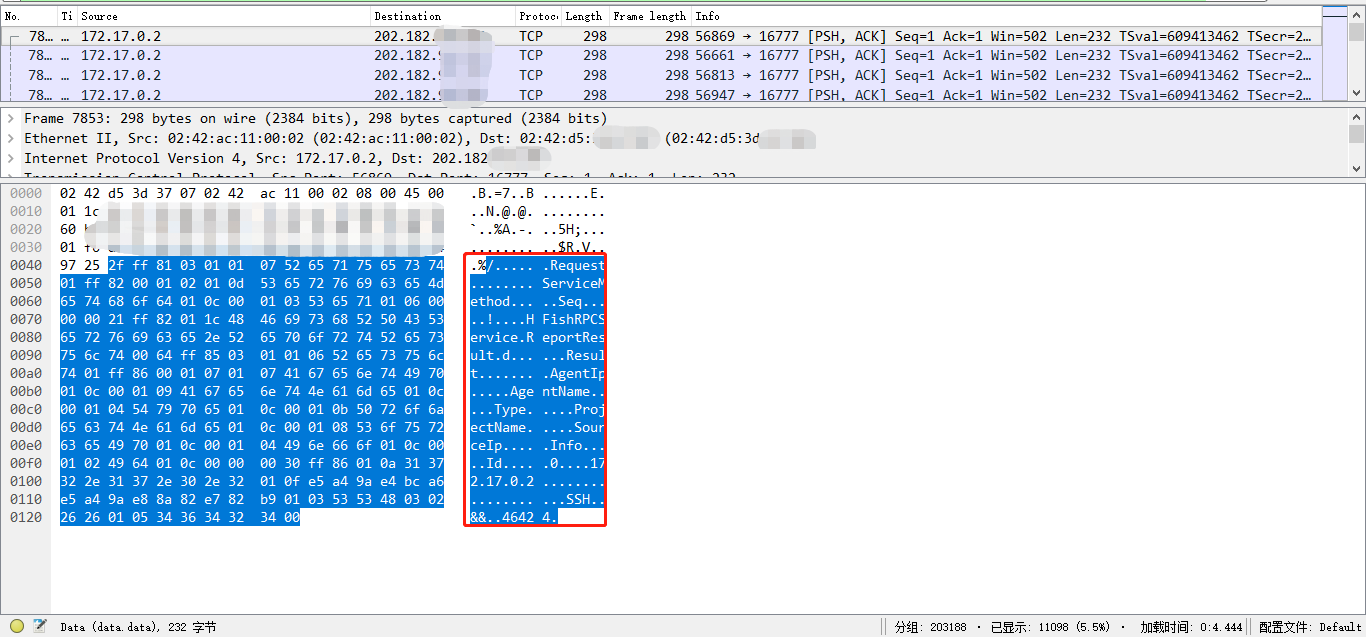 No. Ti Source Destination Protoco Length Frame length Info
78… … 172.17.0.2 202.182. TCP 298 298 56869 → 16777 [PSH, ACK] Seq=1 Ack=1 Win=502 Len=232 TSval=609413462 TSecr=2…
78… … 172.17.0.2 202.182.9 TCP 298 298 56661 → 16777 [PSH, ACK] Seq=1 Ack=1 Win=502 Len=232 TSval=609413462 TSecr=2…
78… … 172.17.0.2 202.182.9 TCP 298 298 56813 → 16777 [PSH, ACK] Seq=1 Ack=1 Win=502 Len=232 TSval=609413462 TSecr=2…
78… … 172.17.0.2 202.182.9 TCP 298 298 56947 → 16777 [PSH, ACK] Seq=1 Ack=1 Win=502 Len=232 TSval=609413462 TSecr=2…
Frame 7853: 298 bytes on wire (2384 bits), 298 bytes captured (2384 bits)
Ethernet II, Src: 02:42:ac:11:00:02 (02:42:ac:11:00:02), Dst: 02:42:d5: (02:42:d5:3d
Internet Protocol Version 4, Src: 172.17.0.2, Dst: 202.182
Transmission Control Protocol, Src Port: 56869, Dst Port: 16777, Seq: 1, Ack: 1, Len: 232
0000 02 42 d5 3d 37 07 02 42 ac 11 00 02 08 00 45 00 .B.=7..B ......E.
0010 01 1c ..N.@.@. ........
0020 60 `..%A.-. ..5H;...
0030 01 ........ ..$R.V..
0040 97 25 2f ff 81 03 01 01 07 52 65 71 75 65 73 74 .%/..... .Request
0050 01 ff 82 00 01 02 01 0d 53 65 72 76 69 63 65 4d ........ ServiceM
0060 65 74 68 6f 64 01 0c 00 01 03 53 65 71 01 06 00 ethod... ..Seq...
0070 00 00 21 ff 82 01 1c 48 46 69 73 68 52 50 43 53 ..!....H FishRPCS
0080 65 72 76 69 63 65 2e 52 65 70 6f 72 74 52 65 73 ervice.R eportRes
0090 75 6c 74 00 64 ff 85 03 01 01 06 52 65 73 75 6c ult.d... ...Resul
00a0 74 01 ff 86 00 01 07 01 07 41 67 65 6e 74 49 70 t....... .AgentIp
00b0 01 0c 00 01 09 41 67 65 6e 74 4e 61 6d 65 01 0c .....Age ntName..
00c0 00 01 04 54 79 70 65 01 0c 00 01 0b 50 72 6f 6a ...Type. ....Proj
00d0 65 63 74 4e 61 6d 65 01 0c 00 01 08 53 6f 75 72 ectName. ....Sour
00e0 63 65 49 70 01 0c 00 01 04 49 6e 66 6f 01 0c 00 ceIp.... .Info...
00f0 01 02 49 64 01 0c 00 00 00 30 ff 86 01 0a 31 37 ..Id.... .0....17
0100 32 2e 31 37 2e 30 2e 32 01 0f e5 a4 9a e4 bc a6 2.17.0.2 ........
0110 e5 a4 9a e8 8a 82 e7 82 b9 01 03 53 53 48 03 02 ........ ...SSH..
0120 26 26 01 05 34 36 34 32 34 00 &&..4642 4.
Data (data.data), 232 字节 分组: 203188 · 已显示: 11098 (5.5%) · 加载时间: 0:4.444 配置文件: Default